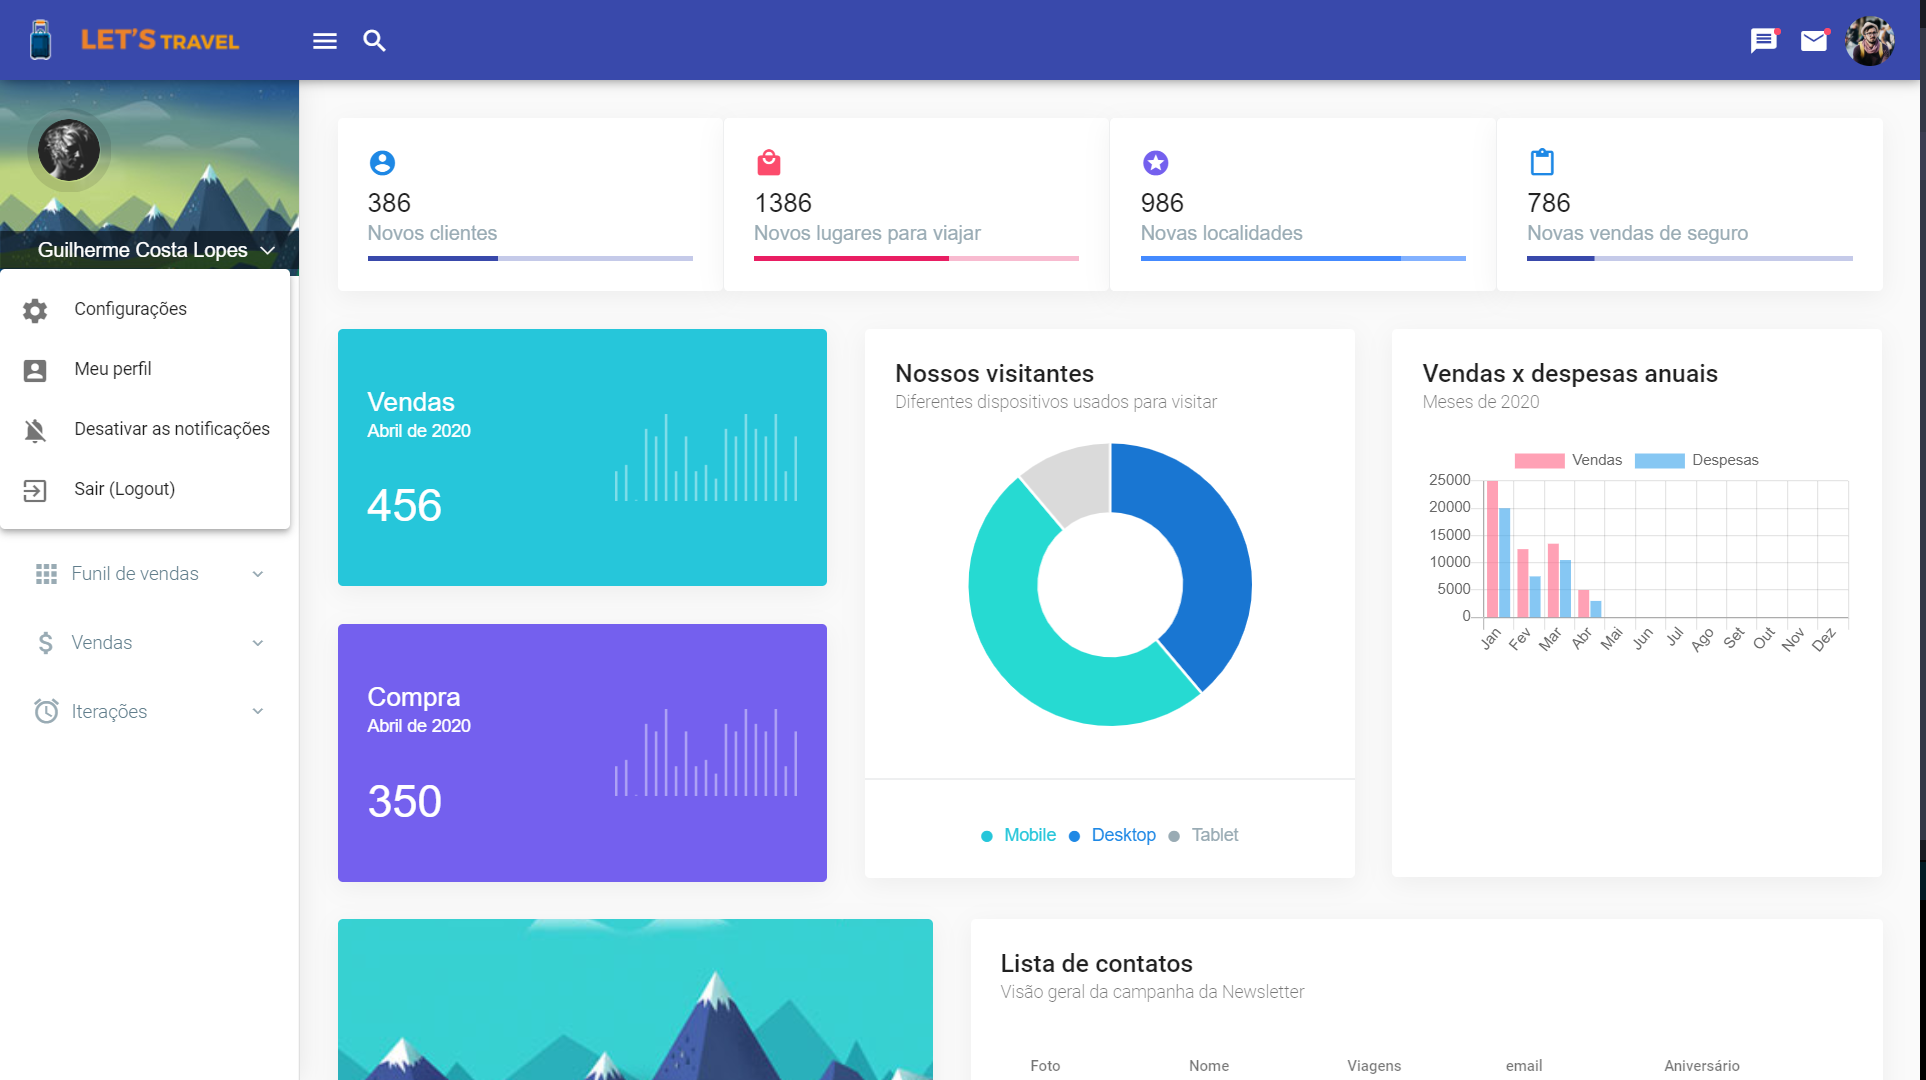 LET'S TRAVEL
Guilherme Costa Lopes
Configurações
Meu perfil
Desativar as notificações
Sair (Logout)
Funil de vendas
Vendas
Iterações
386
Novos clientes
1386
Novos lugares para viajar
986
Novas localidades
786
Novas vendas de seguro
Vendas
Abril de 2020
456
Compra
Abril de 2020
350
Nossos visitantes
Diferentes dispositivos usados para visitar
Mobile Desktop Tablet
Vendas x despesas anuais
Meses de 2020
Vendas Despesas
25000
20000
15000
10000
5000
0
Jan Fev Mar Abr Mai Jun Jul Ago Set Out Nov Dez
Lista de contatos
Visão geral da campanha da Newsletter
Foto Nome Viagens email Aniversário